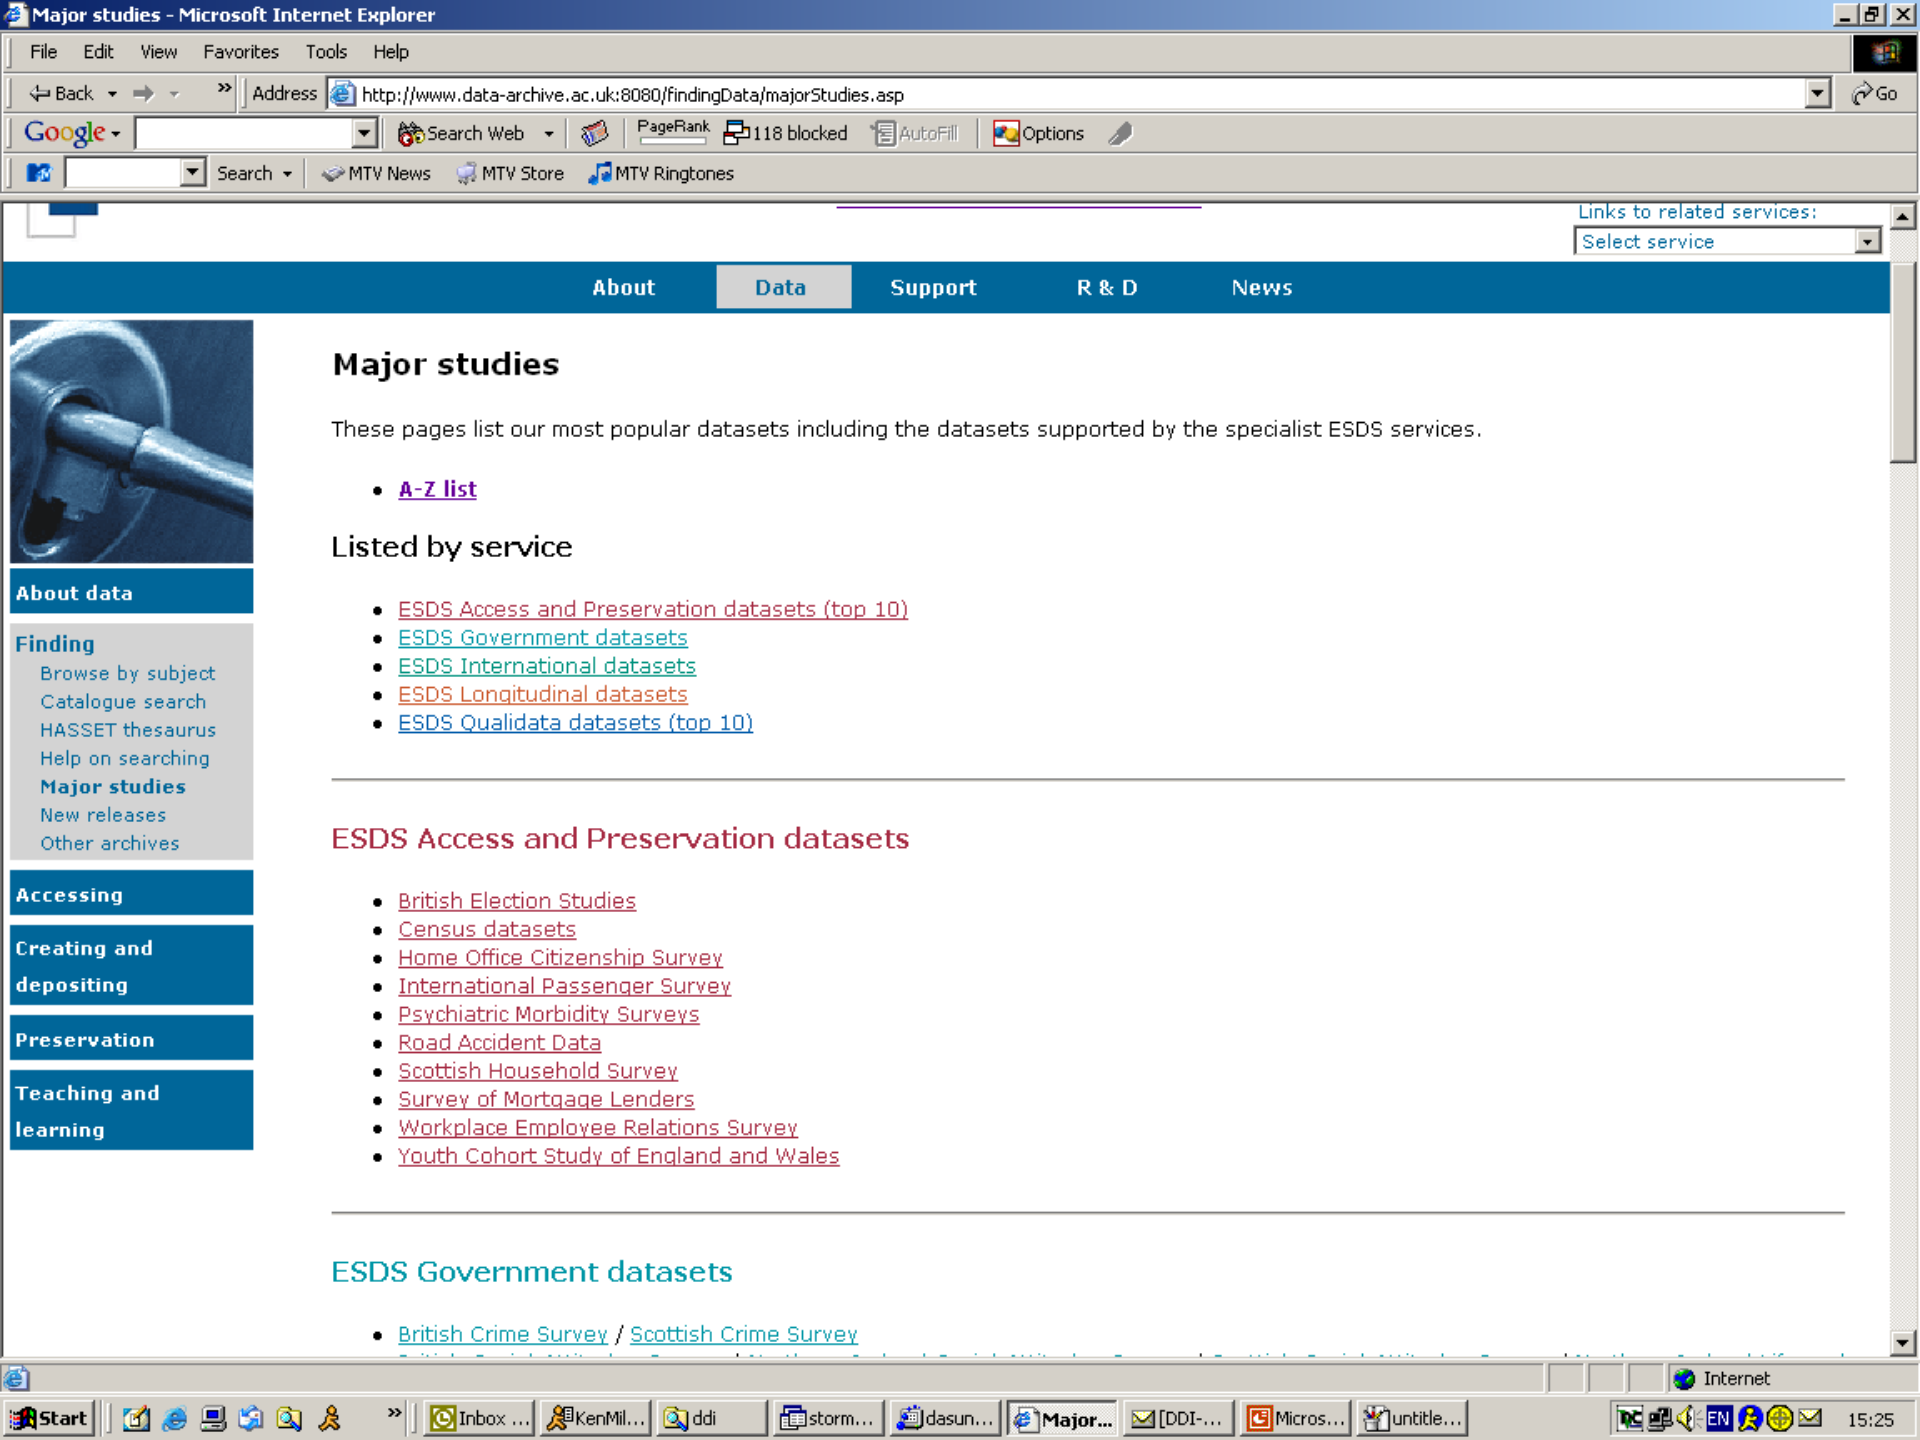 Major studies - Microsoft Internet Explorer
File Edit View Favorites Tools Help
Back » Address http://www.data-archive.ac.uk:8080/findingData/majorStudies.asp Go
Google Search Web PageRank 118 blocked AutoFill Options
Search MTV News MTV Store MTV Ringtones
Links to related services:
Select service
About Data Support R & D News
Major studies
These pages list our most popular datasets including the datasets supported by the specialist ESDS services.
A-Z list
Listed by service
ESDS Access and Preservation datasets (top 10)
ESDS Government datasets
ESDS International datasets
ESDS Longitudinal datasets
ESDS Qualidata datasets (top 10)
About data
Finding
Browse by subject
Catalogue search
HASSET thesaurus
Help on searching
Major studies
New releases
Other archives
Accessing
Creating and
depositing
Preservation
Teaching and
learning
ESDS Access and Preservation datasets
British Election Studies
Census datasets
Home Office Citizenship Survey
International Passenger Survey
Psychiatric Morbidity Surveys
Road Accident Data
Scottish Household Survey
Survey of Mortgage Lenders
Workplace Employee Relations Survey
Youth Cohort Study of England and Wales
ESDS Government datasets
British Crime Survey / Scottish Crime Survey
Internet
Start » Inbox ... KenMil... ddi storm... dasun... Major... [DDI-... Micros... untitle... EN 15:25